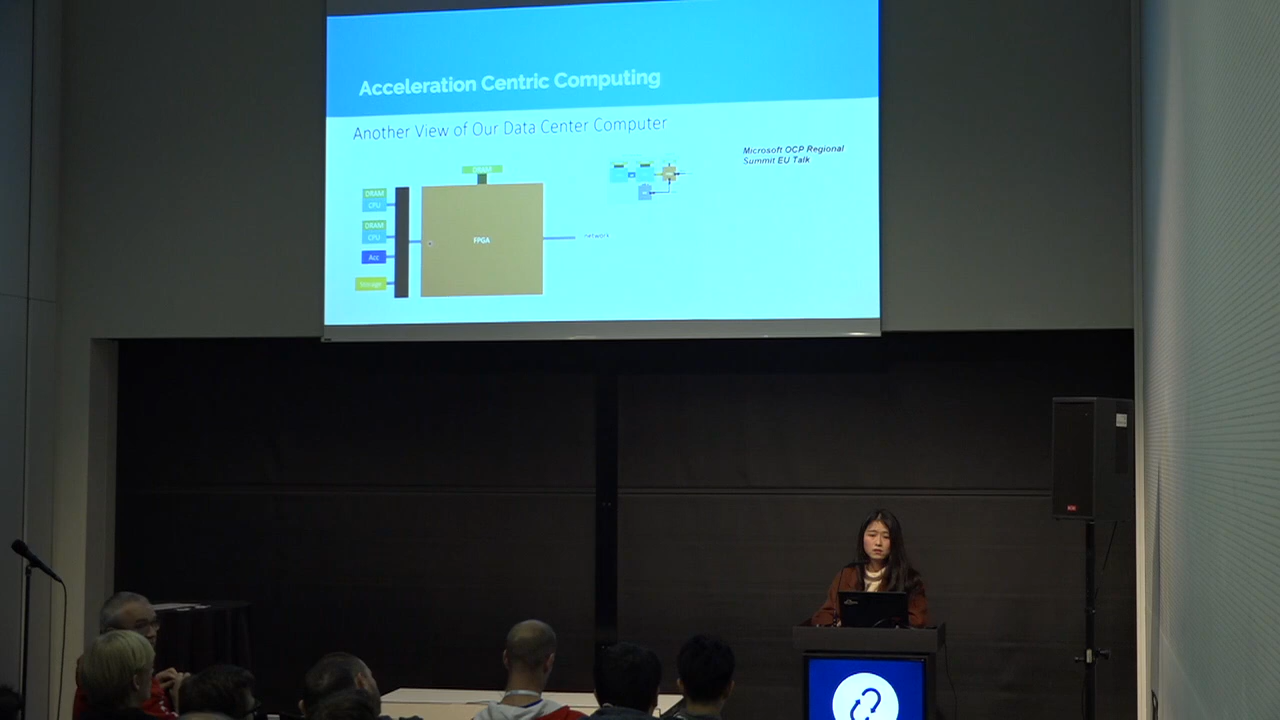 Acceleration Centric Computing
Another View of Our Data Center Computer
Microsoft OCP Regional
Summit EU Talk
DRAM
DRAM
CPU
DRAM
CPU
FPGA
network
Acc
Storage